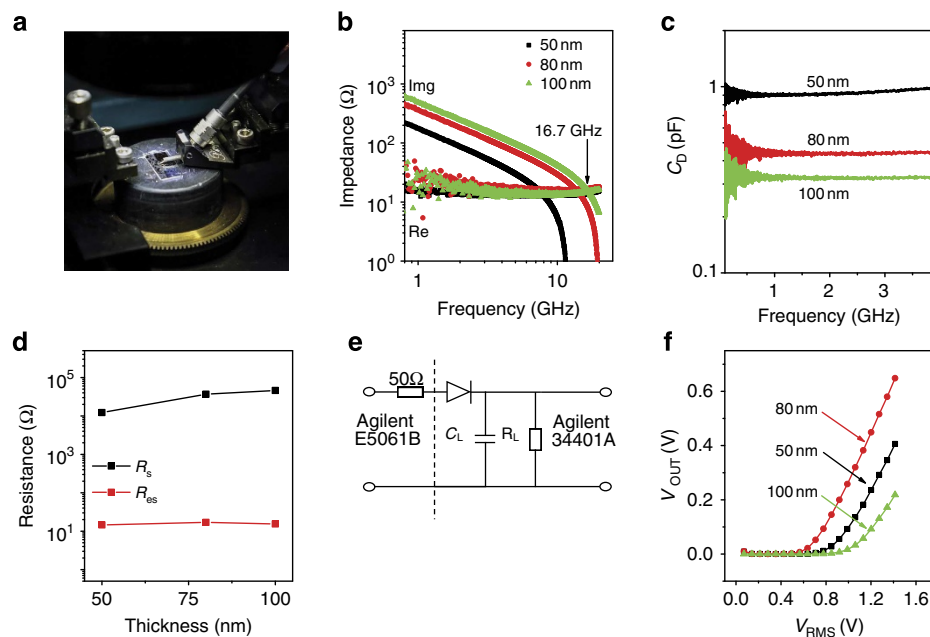 a
b
Impedance (Ω)
10³
10²
10¹
10⁰
Img
Re
50 nm
80 nm
100 nm
16.7 GHz
1
10
Frequency (GHz)
c
C_D (pF)
1
0.1
50 nm
80 nm
100 nm
1
2
3
Frequency (GHz)
d
Resistance (Ω)
10⁵
10³
10¹
R_s
R_es
50
75
100
Thickness (nm)
e
50Ω
Agilent
E5061B
C_L
R_L
Agilent
34401A
f
V_OUT (V)
0.6
0.4
0.2
0.0
80 nm
50 nm
100 nm
0.0 0.4 0.8 1.2 1.6
V_RMS (V)